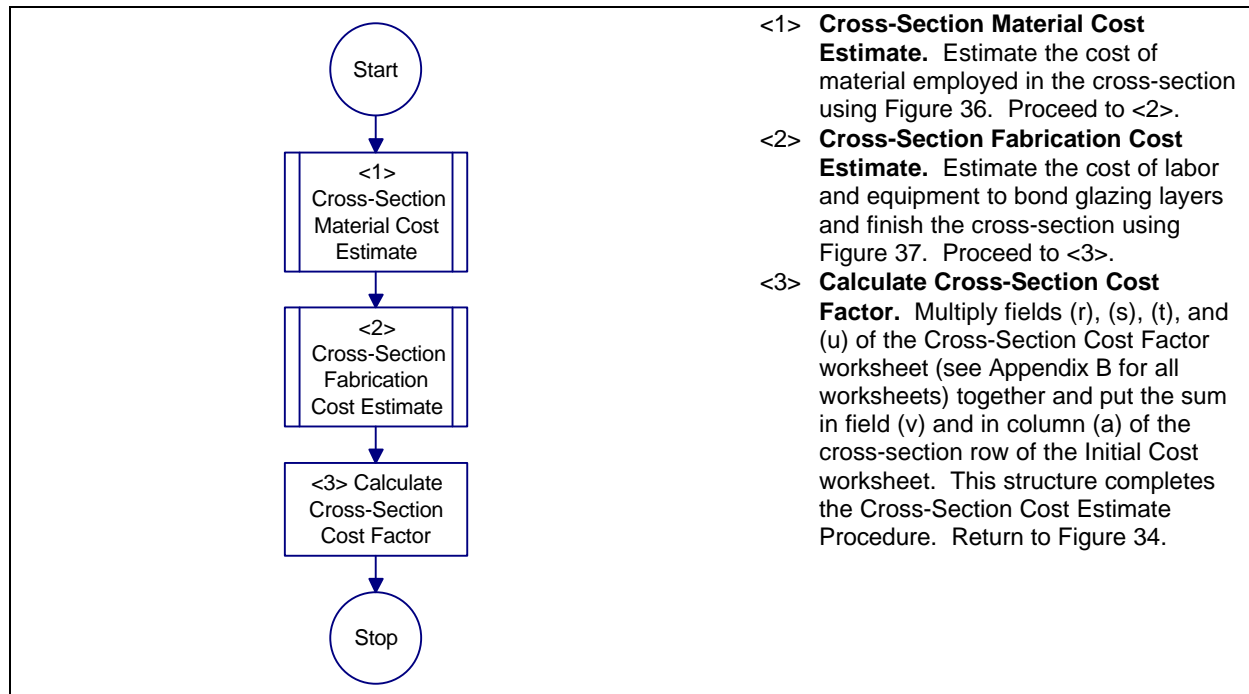 Start
<1>
Cross-Section
Material Cost
Estimate
<2>
Cross-Section
Fabrication
Cost Estimate
<3> Calculate
Cross-Section
Cost Factor
Stop
<1> Cross-Section Material Cost
Estimate. Estimate the cost of
material employed in the cross-section
using Figure 36. Proceed to <2>.
<2> Cross-Section Fabrication Cost
Estimate. Estimate the cost of labor
and equipment to bond glazing layers
and finish the cross-section using
Figure 37. Proceed to <3>.
<3> Calculate Cross-Section Cost
Factor. Multiply fields (r), (s), (t), and
(u) of the Cross-Section Cost Factor
worksheet (see Appendix B for all
worksheets) together and put the sum
in field (v) and in column (a) of the
cross-section row of the Initial Cost
worksheet. This structure completes
the Cross-Section Cost Estimate
Procedure. Return to Figure 34.